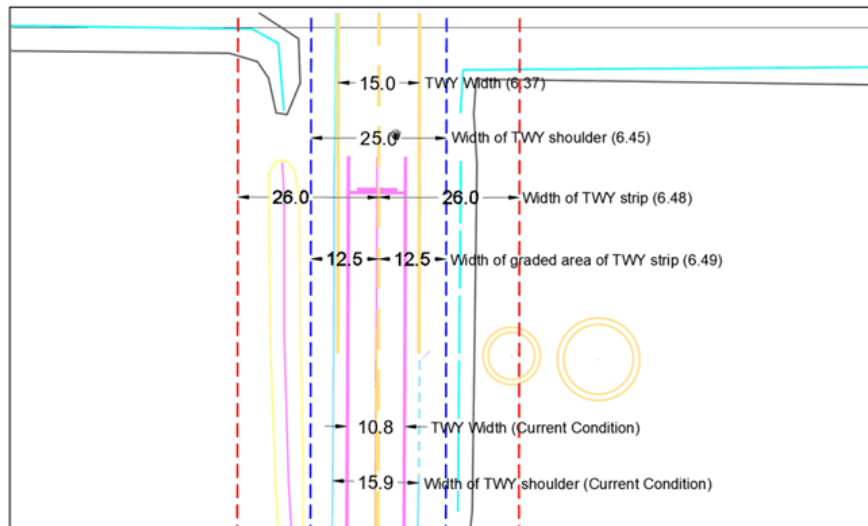 15.0 TWY Width (6.37)
25.0 Width of TWY shoulder (6.45)
26.0 26.0 Width of TWY strip (6.48)
12.5 12.5 Width of graded area of TWY strip (6.49)
10.8 TWY Width (Current Condition)
15.9 Width of TWY shoulder (Current Condition)